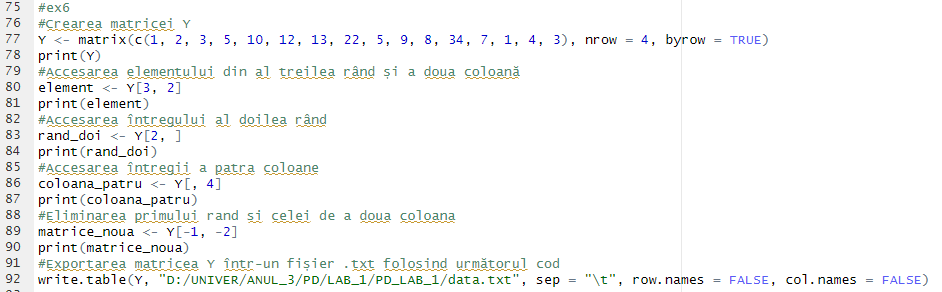 75 #ex6
76 #Crearea matricei Y
77 Y <- matrix(c(1, 2, 3, 5, 10, 12, 13, 22, 5, 9, 8, 34, 7, 1, 4, 3), nrow = 4, byrow = TRUE)
78 print(Y)
79 #Accesarea elementului din al treilea rând și a doua coloană
80 element <- Y[3, 2]
81 print(element)
82 #Accesarea întregului al doilea rând
83 rand_doi <- Y[2, ]
84 print(rand_doi)
85 #Accesarea întregii a patra coloane
86 coloana_patru <- Y[, 4]
87 print(coloana_patru)
88 #Eliminarea primului rand si celei de a doua coloana
89 matrice_noua <- Y[-1, -2]
90 print(matrice_noua)
91 #Exportarea matricea Y într-un fișier .txt folosind următorul cod
92 write.table(Y, "D:/UNIVER/ANUL_3/PD/LAB_1/PD_LAB_1/data.txt", sep = "\t", row.names = FALSE, col.names = FALSE)